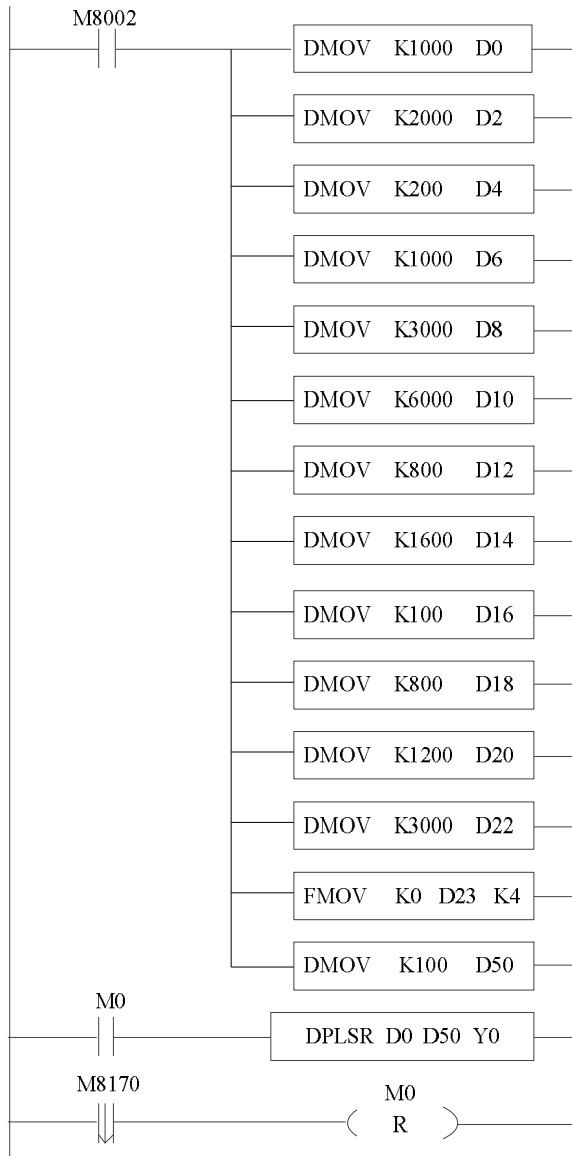 M8002
DMOV K1000 D0
DMOV K2000 D2
DMOV K200 D4
DMOV K1000 D6
DMOV K3000 D8
DMOV K6000 D10
DMOV K800 D12
DMOV K1600 D14
DMOV K100 D16
DMOV K800 D18
DMOV K1200 D20
DMOV K3000 D22
FMOV K0 D23 K4
DMOV K100 D50
M0
DPLSR D0 D50 Y0
M8170
M0
R